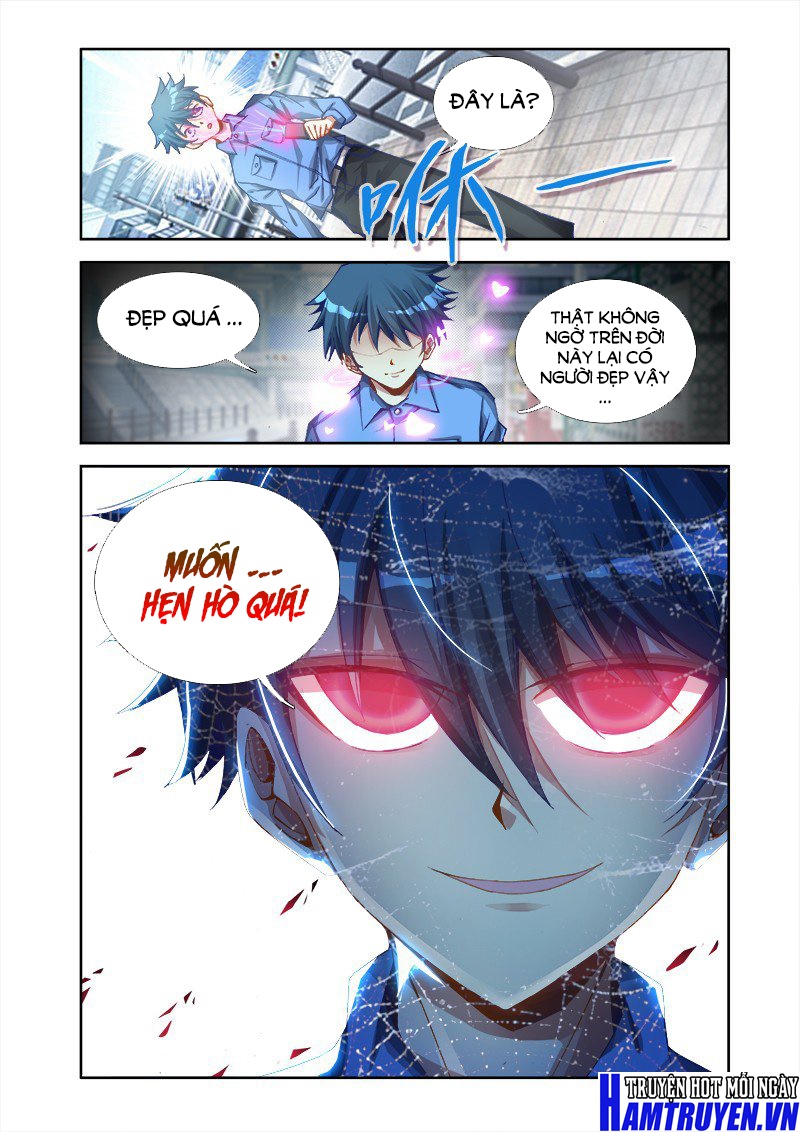 ĐÂY LÀ?
咻一
ĐẸP QUÁ ...
THẬT KHÔNG
NGỜ TRÊN ĐỜI
NÀY LẠI CÓ
NGƯỜI ĐẸP VẬY
...
MUỐN ---
HẸN HÒ QUÁ!
TRUYỆN HOT MỖI NGÀY
HAMTRUYEN.VN